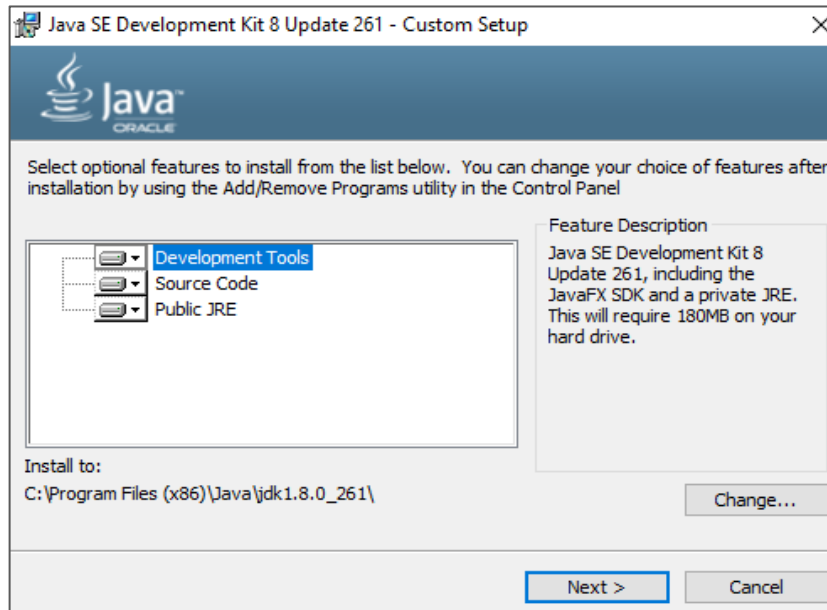 Java SE Development Kit 8 Update 261 - Custom Setup
Java™
ORACLE
Select optional features to install from the list below.  You can change your choice of features after
installation by using the Add/Remove Programs utility in the Control Panel
Development Tools
Source Code
Public JRE
Feature Description
Java SE Development Kit 8
Update 261, including the
JavaFX SDK and a private JRE.
This will require 180MB on your
hard drive.
Install to:
C:\Program Files (x86)\Java\jdk1.8.0_261\
Change...
Next >
Cancel